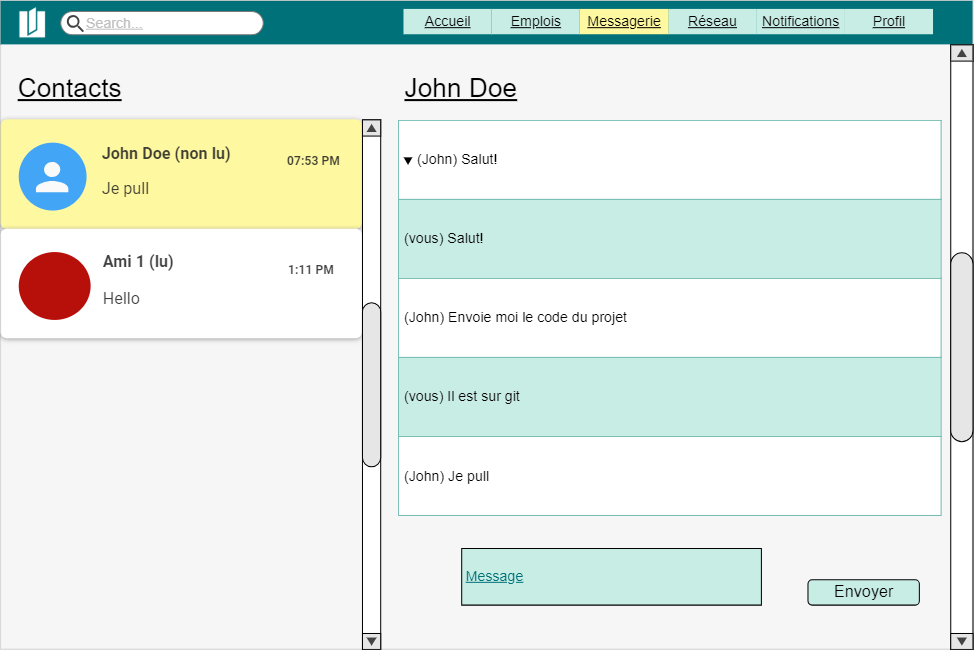 Search...
Accueil
Emplois
Messagerie
Réseau
Notifications
Profil
Contacts
John Doe (non lu)
07:53 PM
Je pull
Ami 1 (lu)
1:11 PM
Hello
John Doe
(John) Salut!
(vous) Salut!
(John) Envoie moi le code du projet
(vous) Il est sur git
(John) Je pull
Message
Envoyer